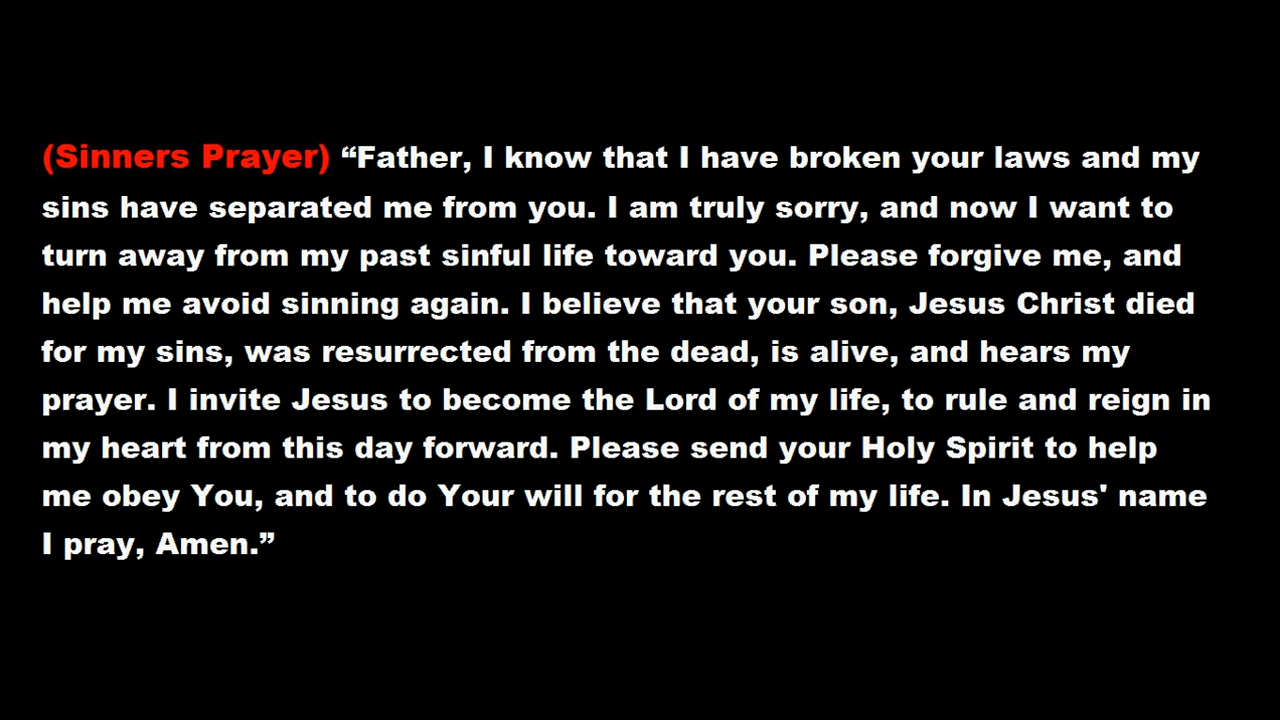 (Sinners Prayer) “Father, I know that I have broken your laws and my
sins have separated me from you. I am truly sorry, and now I want to
turn away from my past sinful life toward you. Please forgive me, and
help me avoid sinning again. I believe that your son, Jesus Christ died
for my sins, was resurrected from the dead, is alive, and hears my
prayer. I invite Jesus to become the Lord of my life, to rule and reign in
my heart from this day forward. Please send your Holy Spirit to help
me obey You, and to do Your will for the rest of my life. In Jesus' name
I pray, Amen.”